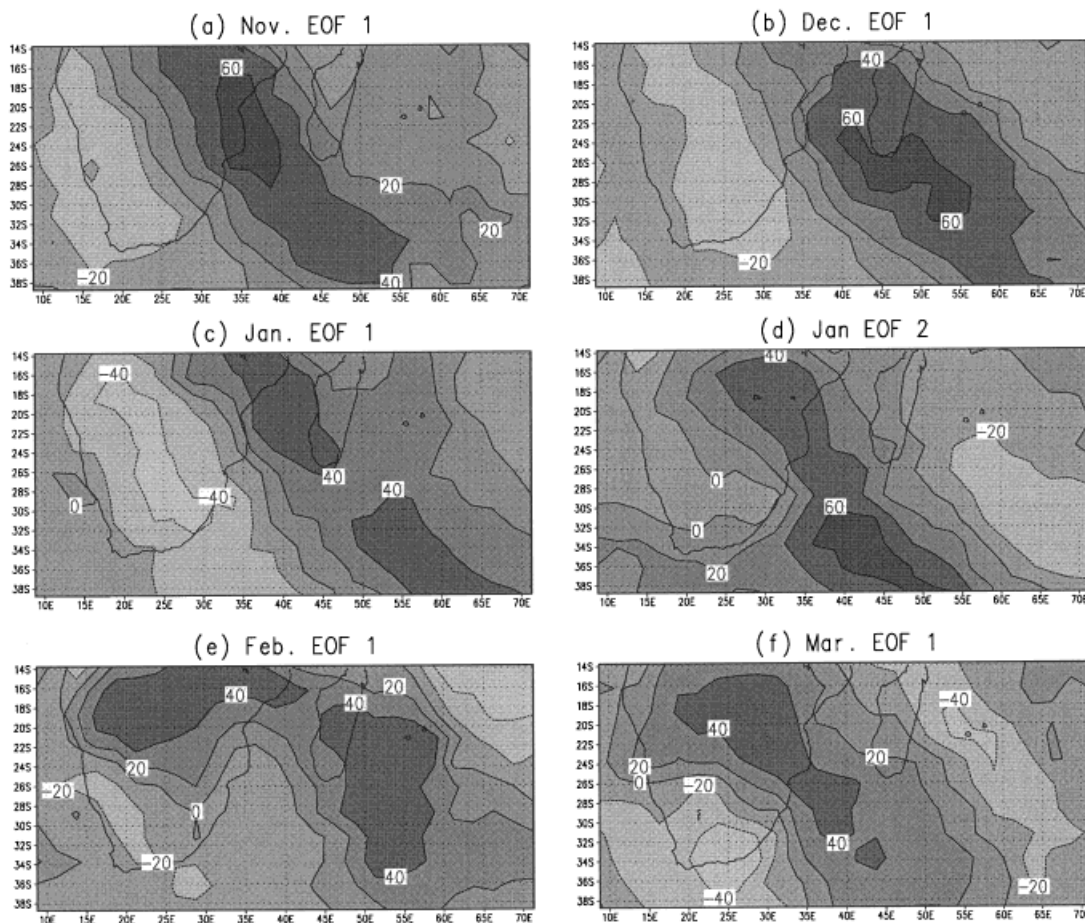 (a) Nov. EOF 1
14S
16S
18S
20S
22S
24S
26S
28S
30S
32S
34S
36S
38S
60
20
20
-20
40
10E 15E 20E 25E 30E 35E 40E 45E 50E 55E 60E 65E 70E
(b) Dec. EOF 1
14S
16S
18S
20S
22S
24S
26S
28S
30S
32S
34S
36S
38S
40
60
60
-20
10E 15E 20E 25E 30E 35E 40E 45E 50E 55E 60E 65E 70E
(c) Jan. EOF 1
14S
16S
18S
20S
22S
24S
26S
28S
30S
32S
34S
36S
38S
-40
40
40
-40
0
10E 15E 20E 25E 30E 35E 40E 45E 50E 55E 60E 65E 70E
(d) Jan EOF 2
14S
16S
18S
20S
22S
24S
26S
28S
30S
32S
34S
36S
38S
40
-20
0
60
0
20
10E 15E 20E 25E 30E 35E 40E 45E 50E 55E 60E 65E 70E
(e) Feb. EOF 1
14S
16S
18S
20S
22S
24S
26S
28S
30S
32S
34S
36S
38S
20
40
40
20
-20
0
-20
40
10E 15E 20E 25E 30E 35E 40E 45E 50E 55E 60E 65E 70E
(f) Mar. EOF 1
14S
16S
18S
20S
22S
24S
26S
28S
30S
32S
34S
36S
38S
-40
40
20
20
0
-20
40
-40
-20
10E 15E 20E 25E 30E 35E 40E 45E 50E 55E 60E 65E 70E